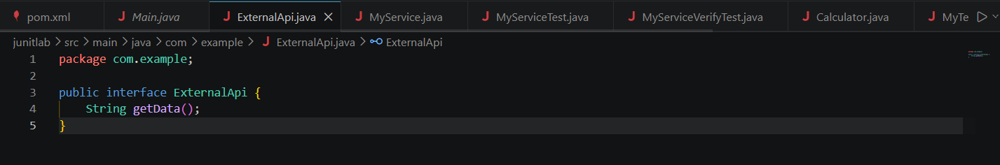 pom.xml Main.java ExternalApi.java MyService.java MyServiceTest.java MyServiceVerifyTest.java Calculator.java MyTe
junitlab > src > main > java > com > example > ExternalApi.java > ExternalApi
1 package com.example;
2
3 public interface ExternalApi {
4 String getData();
5 }